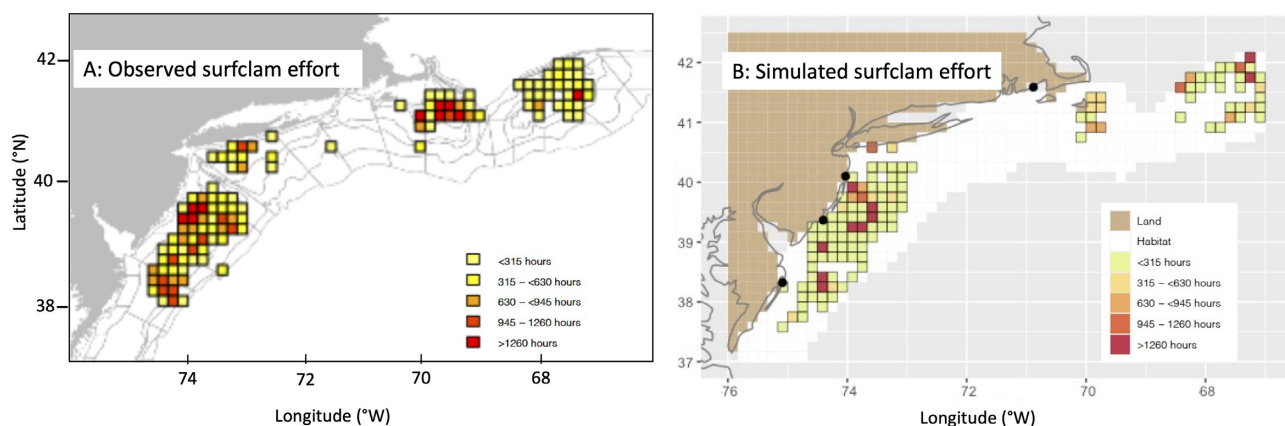 A: Observed surfclam effort
42
40
38
Latitude (°N)
<315 hours
315 – <630 hours
630 – <945 hours
945 – 1260 hours
>1260 hours
74 72 70 68
Longitude (°W)
B: Simulated surfclam effort
42
41
40
39
38
37
Land
Habitat
<315 hours
315 – <630 hours
630 – <945 hours
945 – 1260 hours
>1260 hours
76 74 72 70 68
Longitude (°W)